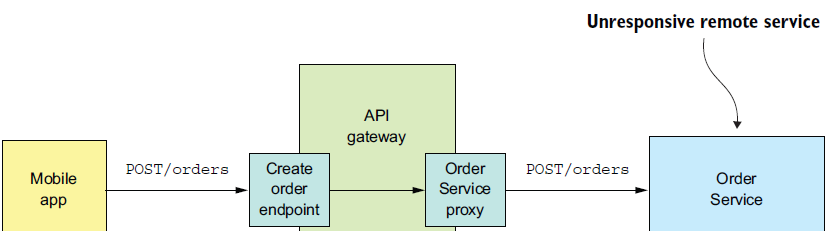 Unresponsive remote service
API
gateway
POST/orders
POST/orders
Mobile
app
Create
order
endpoint
Order
Service
proxy
Order
Service